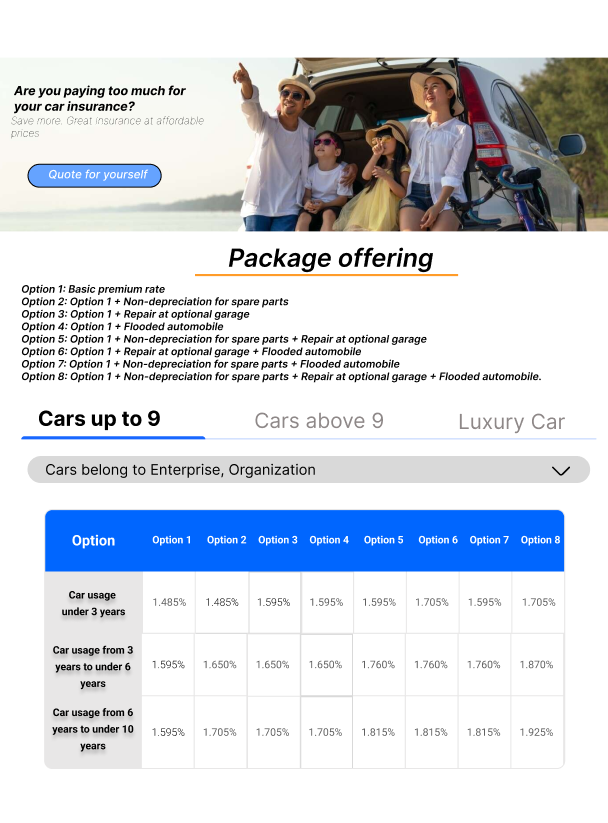 Are you paying too much for
your car insurance?
Save more. Great insurance at affordable
prices
Quote for yourself
Package offering
Option 1: Basic premium rate
Option 2: Option 1 + Non-depreciation for spare parts
Option 3: Option 1 + Repair at optional garage
Option 4: Option 1 + Flooded automobile
Option 5: Option 1 + Non-depreciation for spare parts + Repair at optional garage
Option 6: Option 1 + Repair at optional garage + Flooded automobile
Option 7: Option 1 + Non-depreciation for spare parts + Flooded automobile
Option 8: Option 1 + Non-depreciation for spare parts + Repair at optional garage + Flooded automobile.
Cars up to 9 Cars above 9 Luxury Car
Cars belong to Enterprise, Organization
Option Option 1 Option 2 Option 3 Option 4 Option 5 Option 6 Option 7 Option 8
Car usage
under 3 years
1.485% 1.485% 1.595% 1.595% 1.595% 1.705% 1.595% 1.705%
Car usage from 3
years to under 6
years
1.595% 1.650% 1.650% 1.650% 1.760% 1.760% 1.760% 1.870%
Car usage from 6
years to under 10
years
1.595% 1.705% 1.705% 1.705% 1.815% 1.815% 1.815% 1.925%